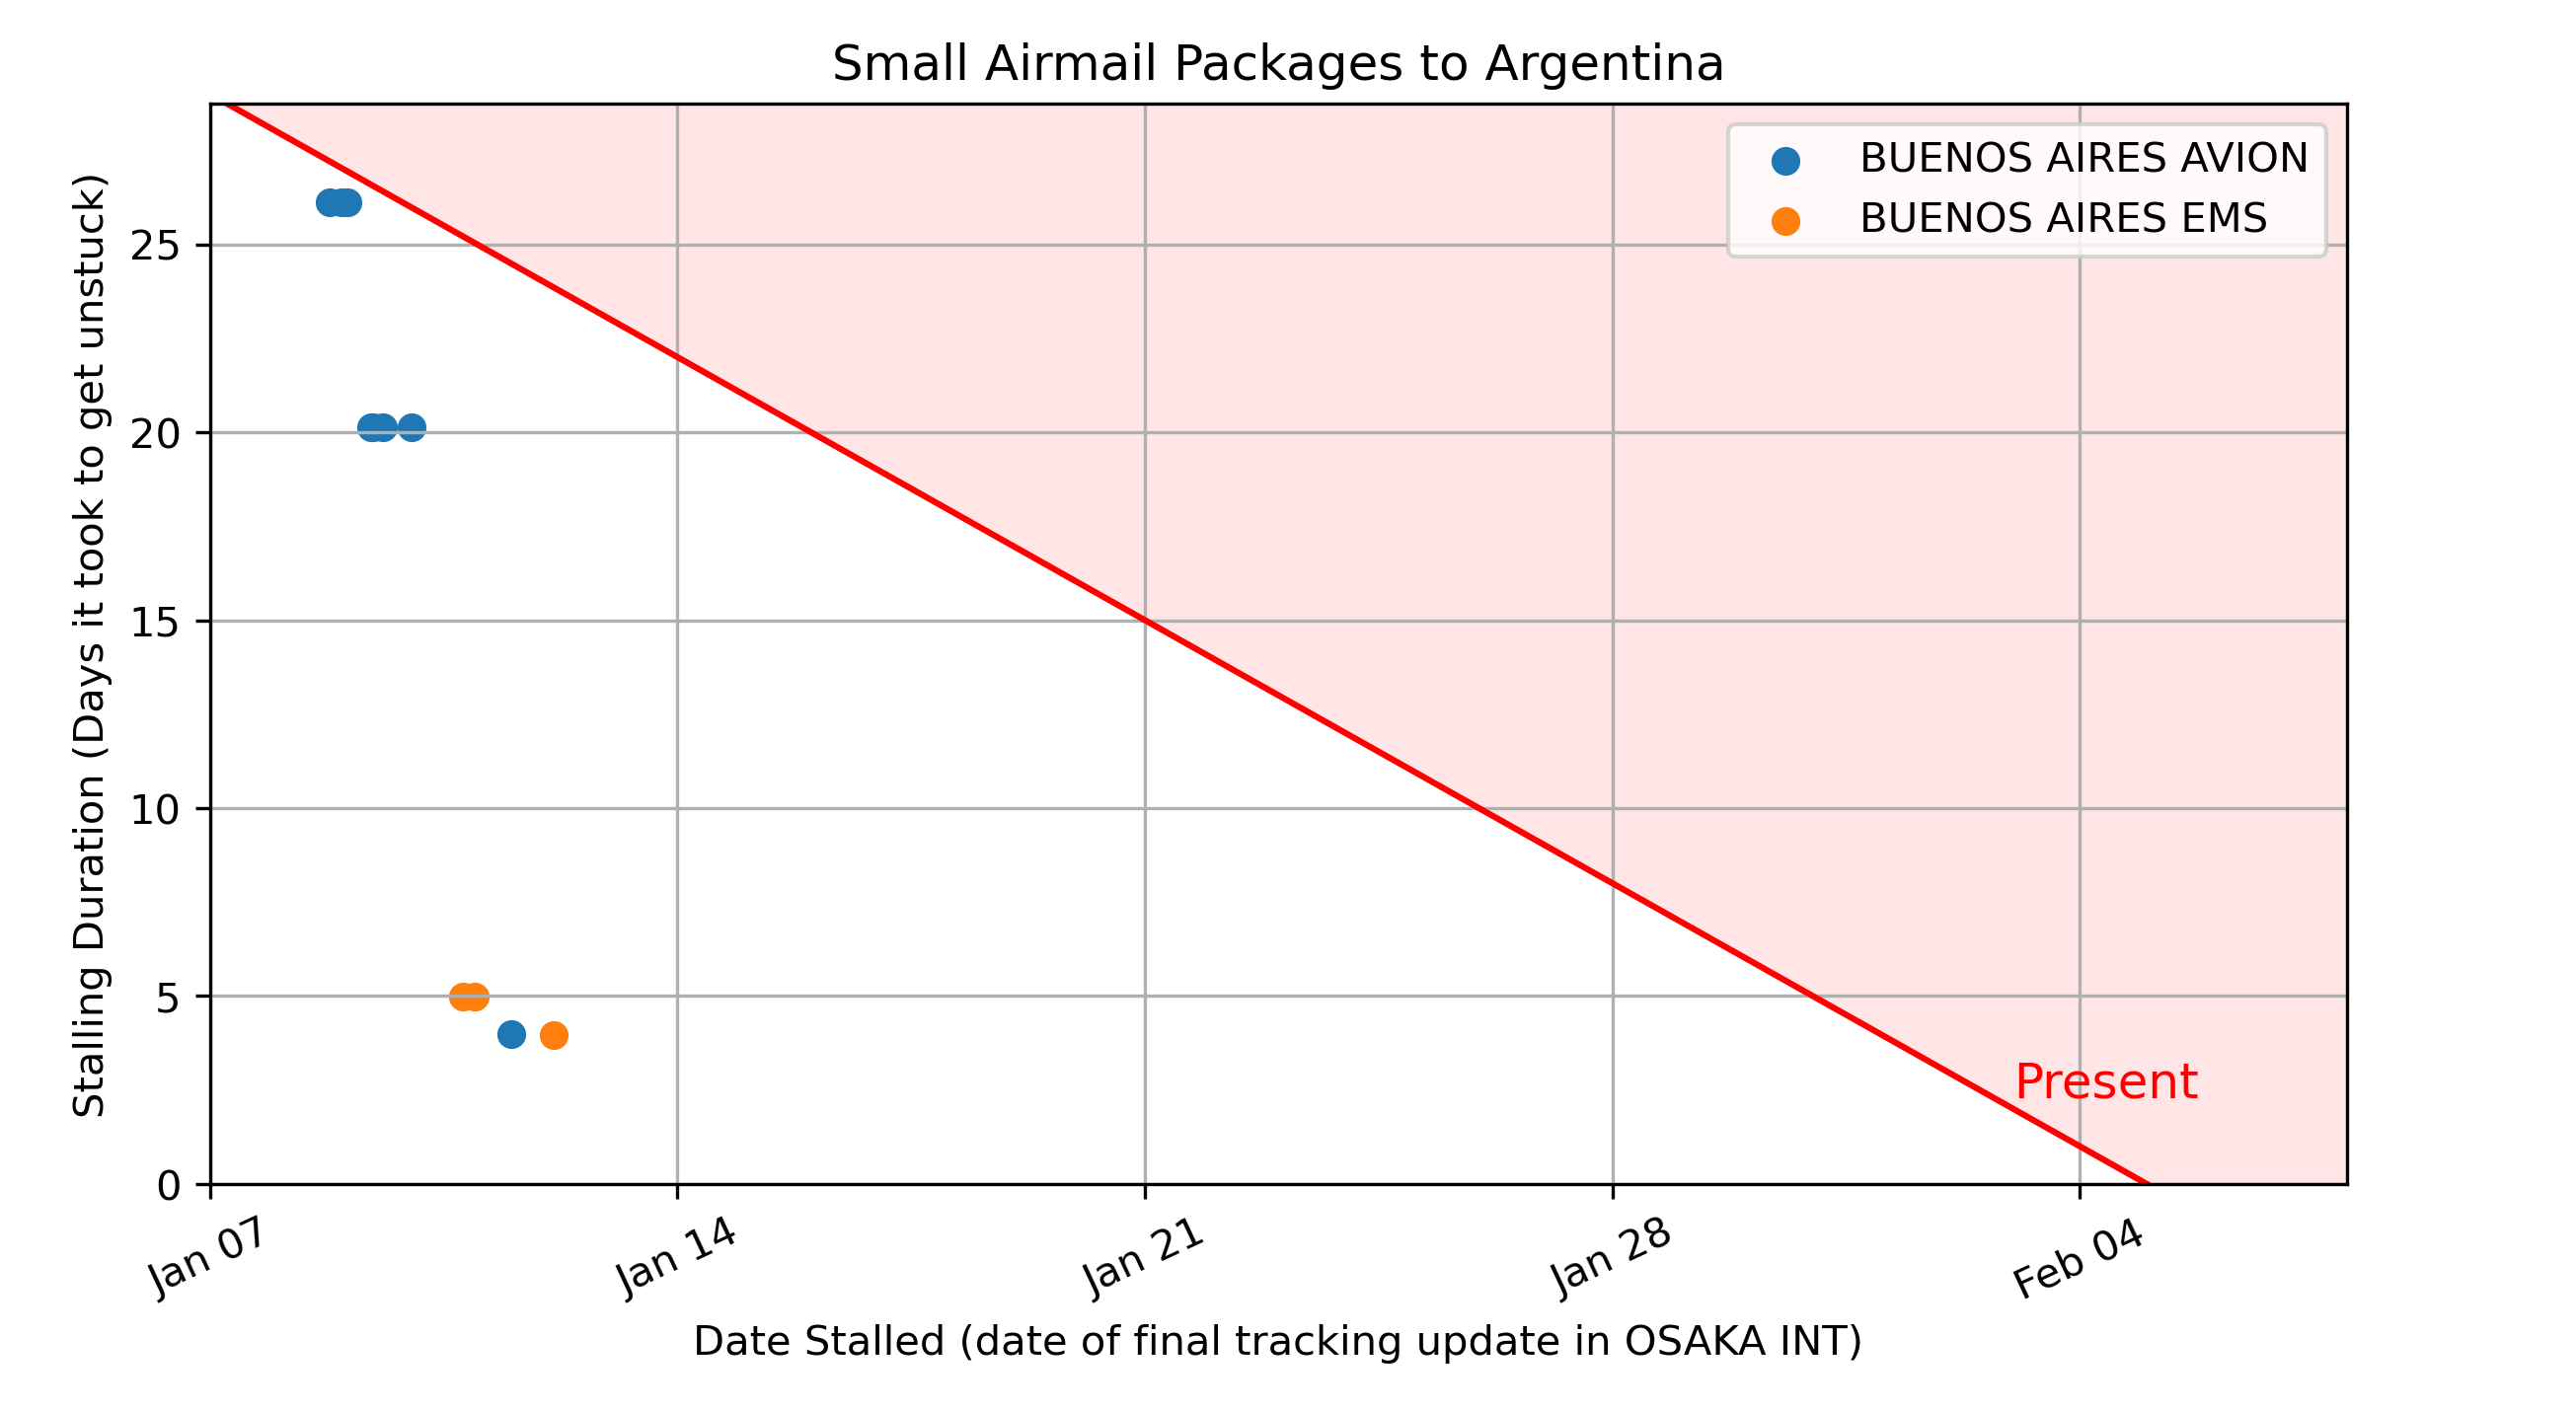 Small Airmail Packages to Argentina
BUENOS AIRES AVION
BUENOS AIRES EMS
Stalling Duration (Days it took to get unstuck)
25
20
15
10
5
0
Present
Jan 07
Jan 14
Jan 21
Jan 28
Feb 04
Date Stalled (date of final tracking update in OSAKA INT)